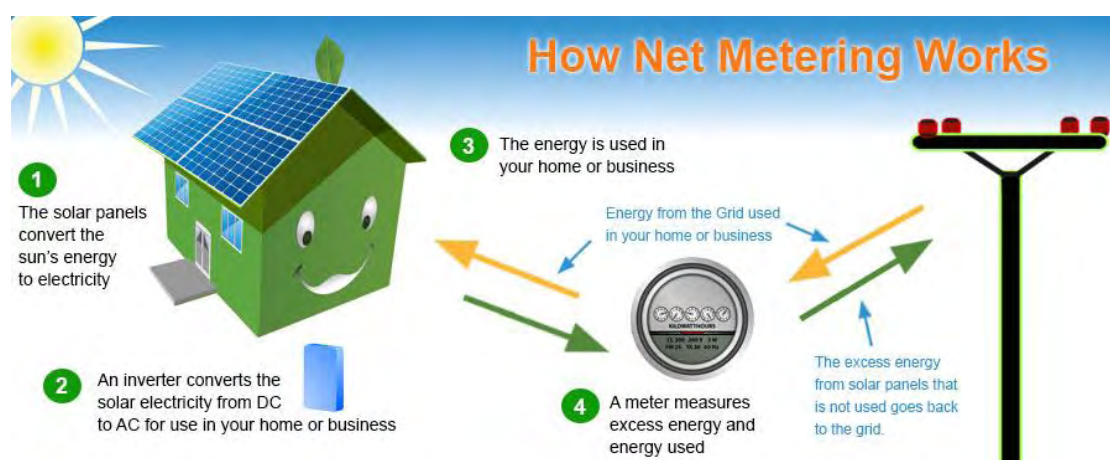 How Net Metering Works
1
The solar panels
convert the
sun's energy
to electricity
2
An inverter converts the
solar electricity from DC
to AC for use in your home or business
3
The energy is used in
your home or business
Energy from the Grid used
in your home or business
KILOWATTHOURS
4
A meter measures
excess energy and
energy used
The excess energy
from solar panels that
is not used goes back
to the grid.